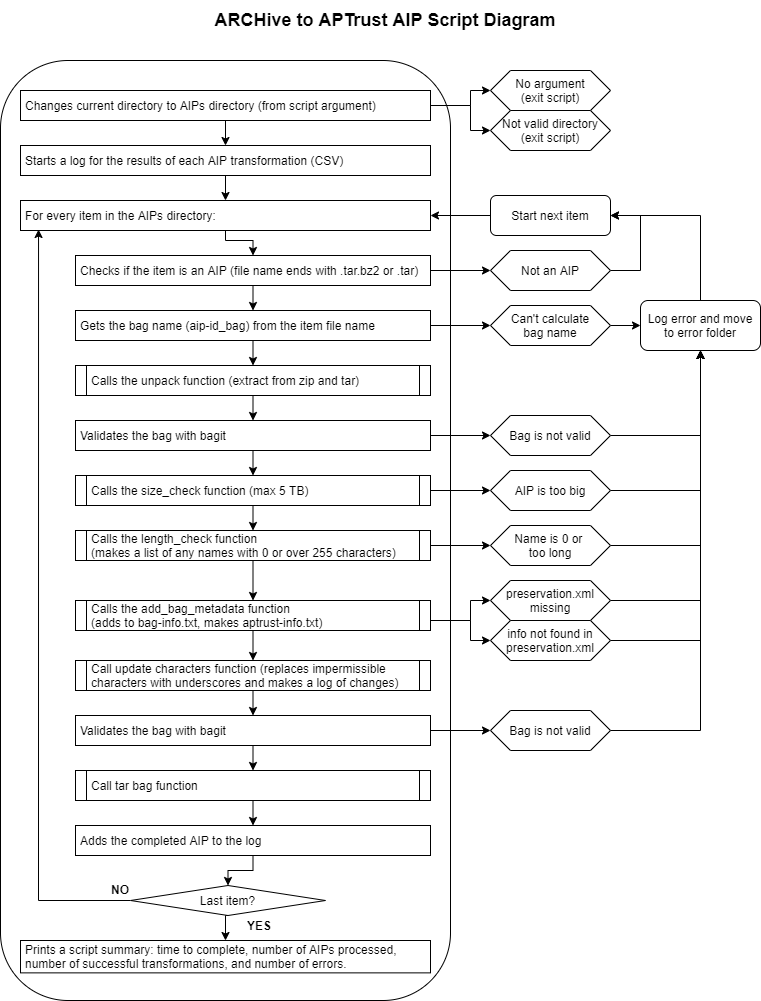 ARCHive to APTrust AIP Script Diagram
Changes current directory to AIPs directory (from script argument)
No argument
(exit script)
Not valid directory
(exit script)
Starts a log for the results of each AIP transformation (CSV)
For every item in the AIPs directory:
Start next item
Checks if the item is an AIP (file name ends with .tar.bz2 or .tar)
Not an AIP
Gets the bag name (aip-id_bag) from the item file name
Can't calculate
bag name
Log error and move
to error folder
Calls the unpack function (extract from zip and tar)
Validates the bag with bagit
Bag is not valid
Calls the size_check function (max 5 TB)
AIP is too big
Calls the length_check function
(makes a list of any names with 0 or over 255 characters)
Name is 0 or
too long
Calls the add_bag_metadata function
(adds to bag-info.txt, makes aptrust-info.txt)
preservation.xml
missing
info not found in
preservation.xml
Call update characters function (replaces impermissible
characters with underscores and makes a log of changes)
Validates the bag with bagit
Bag is not valid
Call tar bag function
Adds the completed AIP to the log
Last item?
NO
YES
Prints a script summary: time to complete, number of AIPs processed,
number of successful transformations, and number of errors.